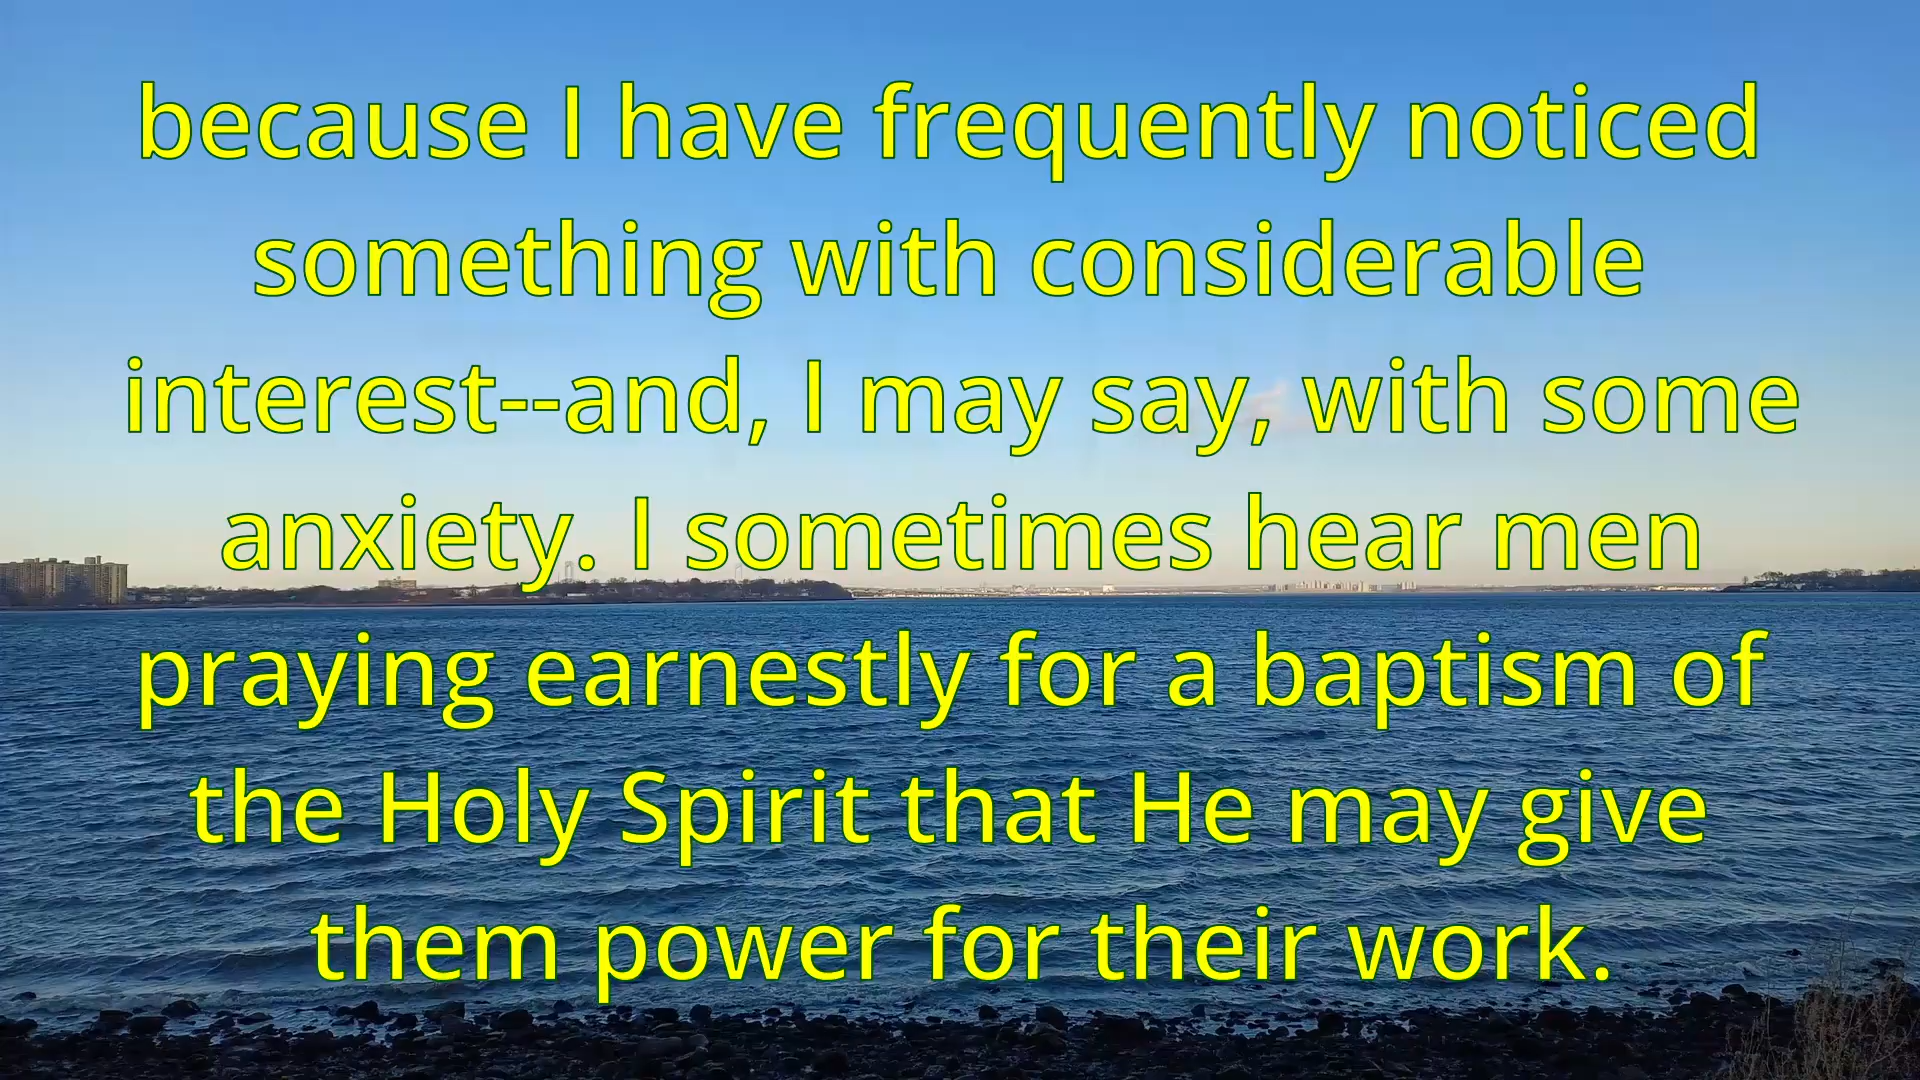 because I have frequently noticed
something with considerable
interest--and, I may say, with some
anxiety. I sometimes hear men
praying earnestly for a baptism of
the Holy Spirit that He may give
them power for their work.